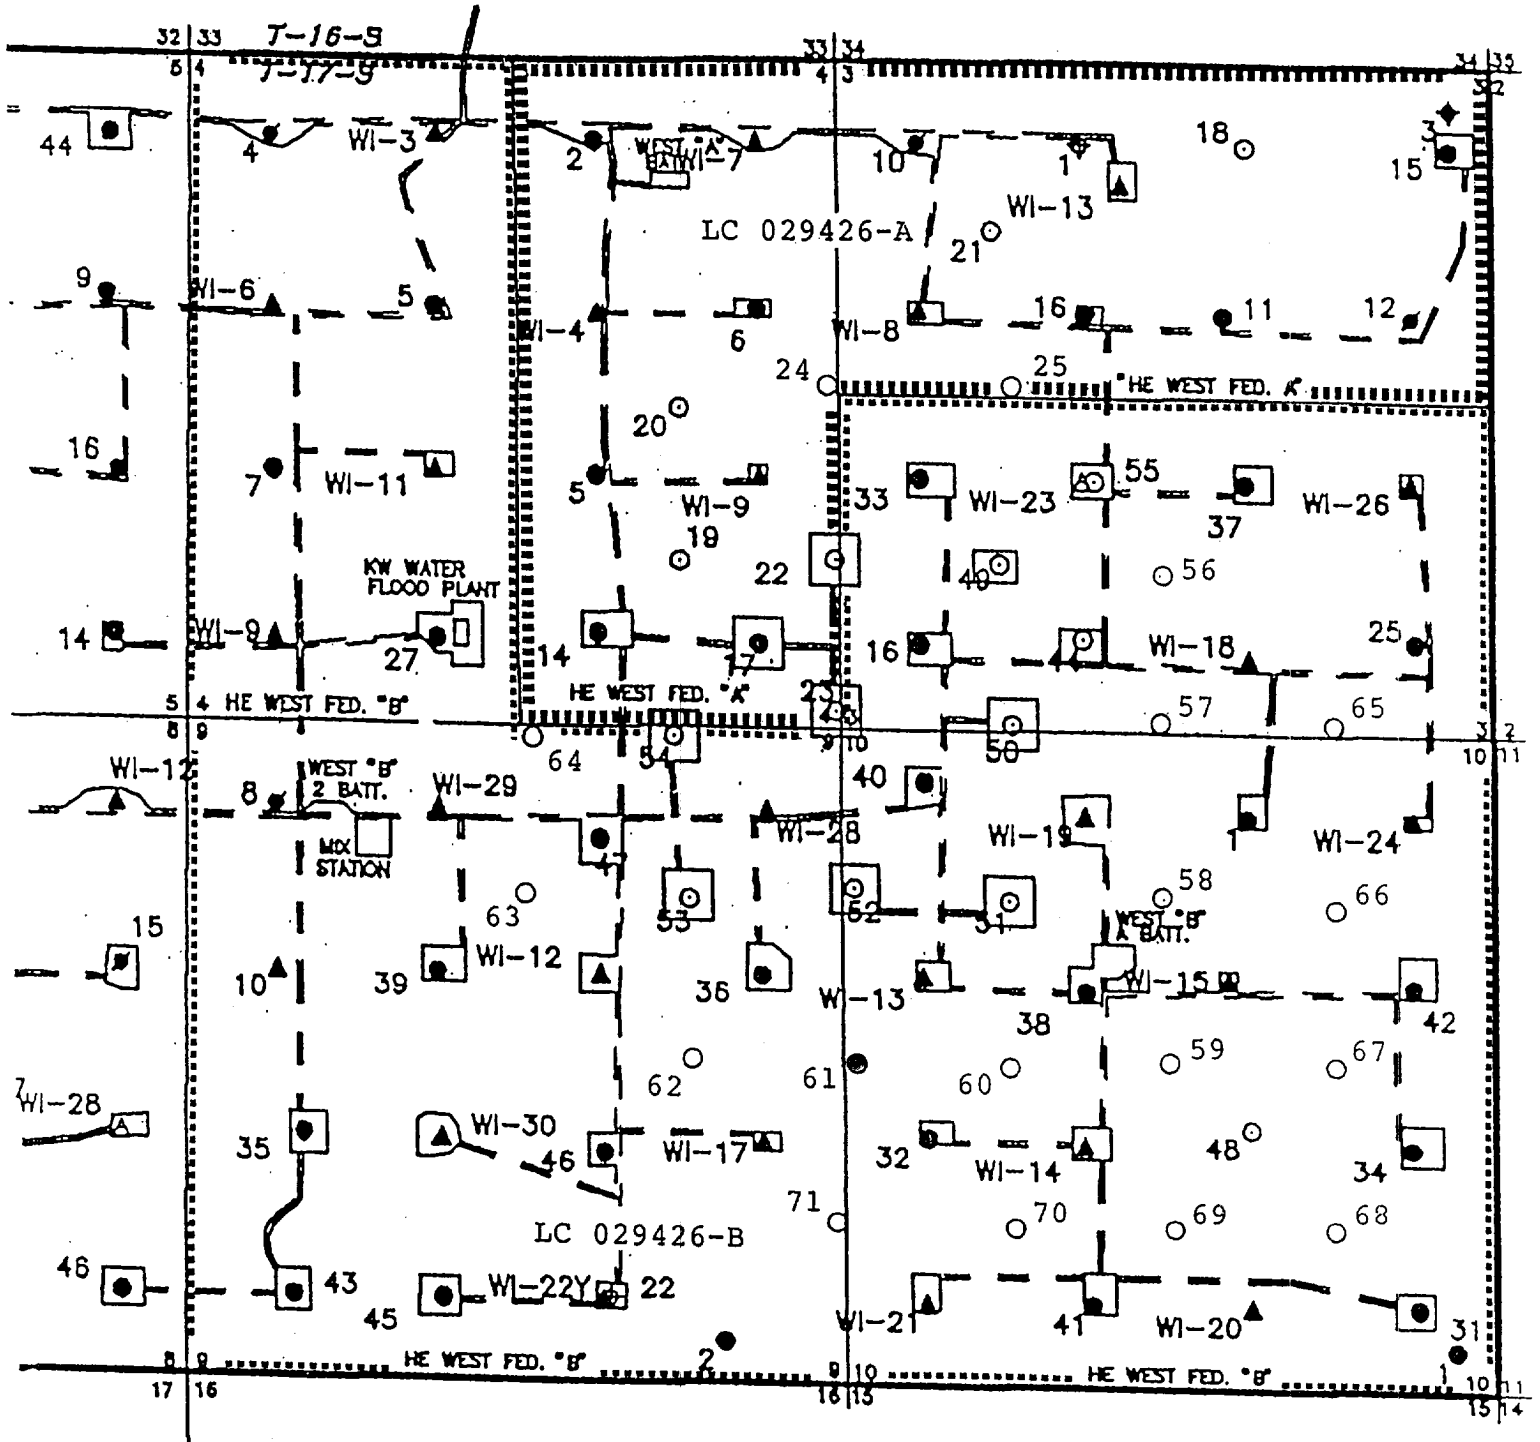 32 33 T-16-S 33 34 34 35
5 4 T-17-S 4 3 3 2
44 4 WI-3 2 WEST "A" BATT. WI-7 10 1 18 3 15
WI-13
LC 029426-A 21
9 WI-6 5 WI-4 6 WI-8 16 11 12
24 25 "HE WEST FED. A"
20
16 7 WI-11 5 WI-9 33 WI-23 55 37 WI-26
19
KW WATER
FLOOD PLANT
22 49 56
14 WI-9 27 14 17 16 WI-18 25
HE WEST FED. "A" 23
5 4 HE WEST FED. "B" 4 3 57 65 3 2
8 9 64 54 9 10 50 10 11
WI-12 8 WEST "B"
2 BATT.
WI-29 WI-28 40 WI-19 1 WI-24
MIX
STATION
47
63 53 52 51 58 66
WEST "B"
A BATT.
15 10 39 WI-12 36 WI-13 38 WI-15 42
62 61 60 59 67
7
WI-28 35 WI-30 46 WI-17 32 WI-14 48 34
71 70 69 68
LC 029426-B
46 43 45 WI-22Y 22 WI-21 41 WI-20 31
2 1
8 9 HE WEST FED. "B" 9 10 HE WEST FED. "B" 10 11
17 16 16 15 15 14